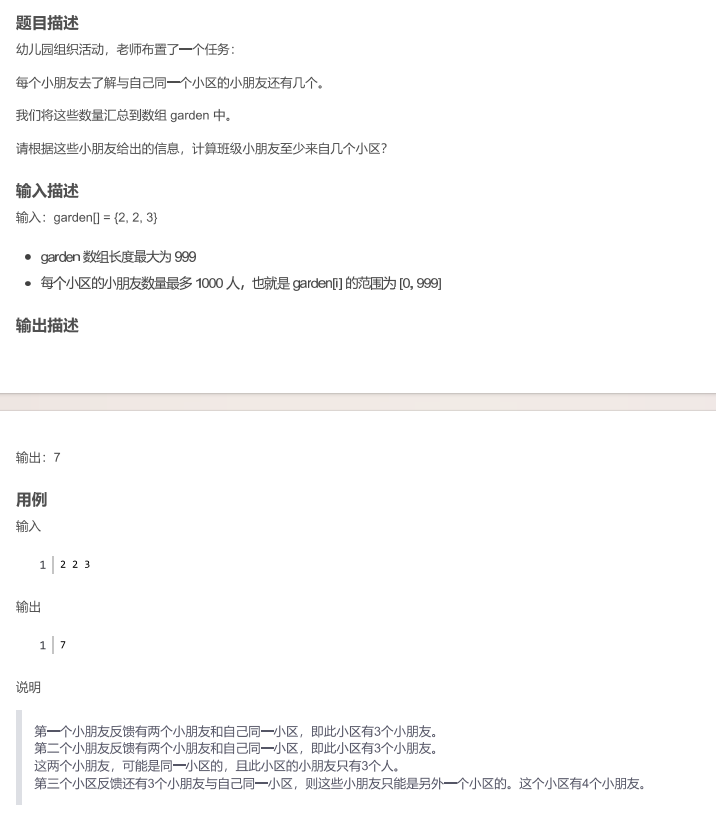 题目描述
幼儿园组织活动，老师布置了一个任务：
每个小朋友去了解与自己同一个小区的小朋友还有几个。
我们将这些数量汇总到数组 garden 中。
请根据这些小朋友给出的信息，计算班级小朋友至少来自几个小区？
输入描述
输入：garden[] = {2, 2, 3}
• garden 数组长度最大为 999
• 每个小区的小朋友数量最多 1000 人，也就是 garden[i] 的范围为 [0, 999]
输出描述
输出：7
用例
输入
1 2 2 3
输出
1 7
说明
第一个小朋友反馈有两个小朋友和自己同一小区，即此小区有3个小朋友。
第二个小朋友反馈有两个小朋友和自己同一小区，即此小区有3个小朋友。
这两个小朋友，可能是同一小区的，且此小区的小朋友只有3个人。
第三个小区反馈还有3个小朋友与自己同一小区，则这些小朋友只能是另外一个小区的。这个小区有4个小朋友。